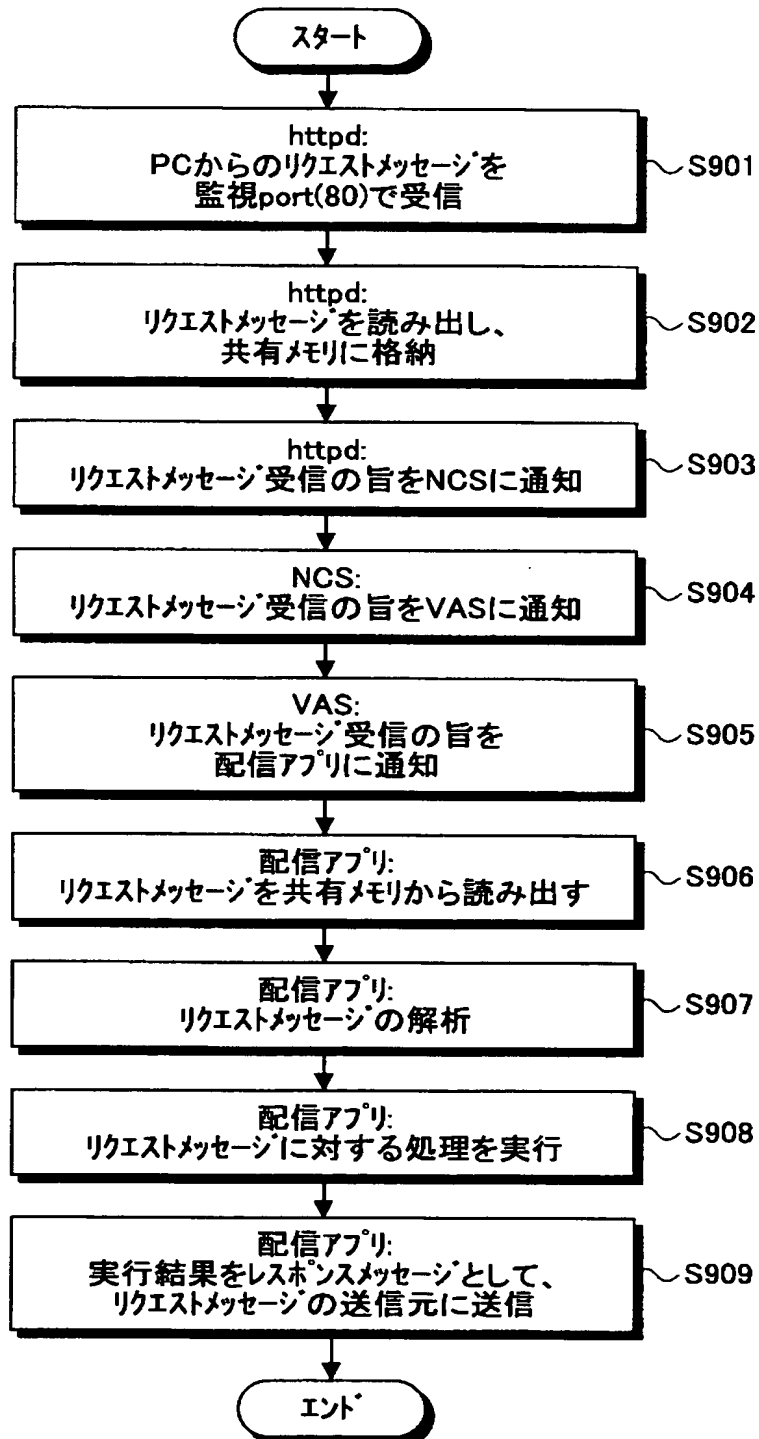 スタート
httpd:
PCからのリクエストメッセージを
監視port(80)で受信
S901
httpd:
リクエストメッセージを読み出し、
共有メモリに格納
S902
httpd:
リクエストメッセージ受信の旨をNCSに通知
S903
NCS:
リクエストメッセージ受信の旨をVASに通知
S904
VAS:
リクエストメッセージ受信の旨を
配信アプリに通知
S905
配信アプリ:
リクエストメッセージを共有メモリから読み出す
S906
配信アプリ:
リクエストメッセージの解析
S907
配信アプリ:
リクエストメッセージに対する処理を実行
S908
配信アプリ:
実行結果をレスポンスメッセージとして、
リクエストメッセージの送信元に送信
S909
エンド